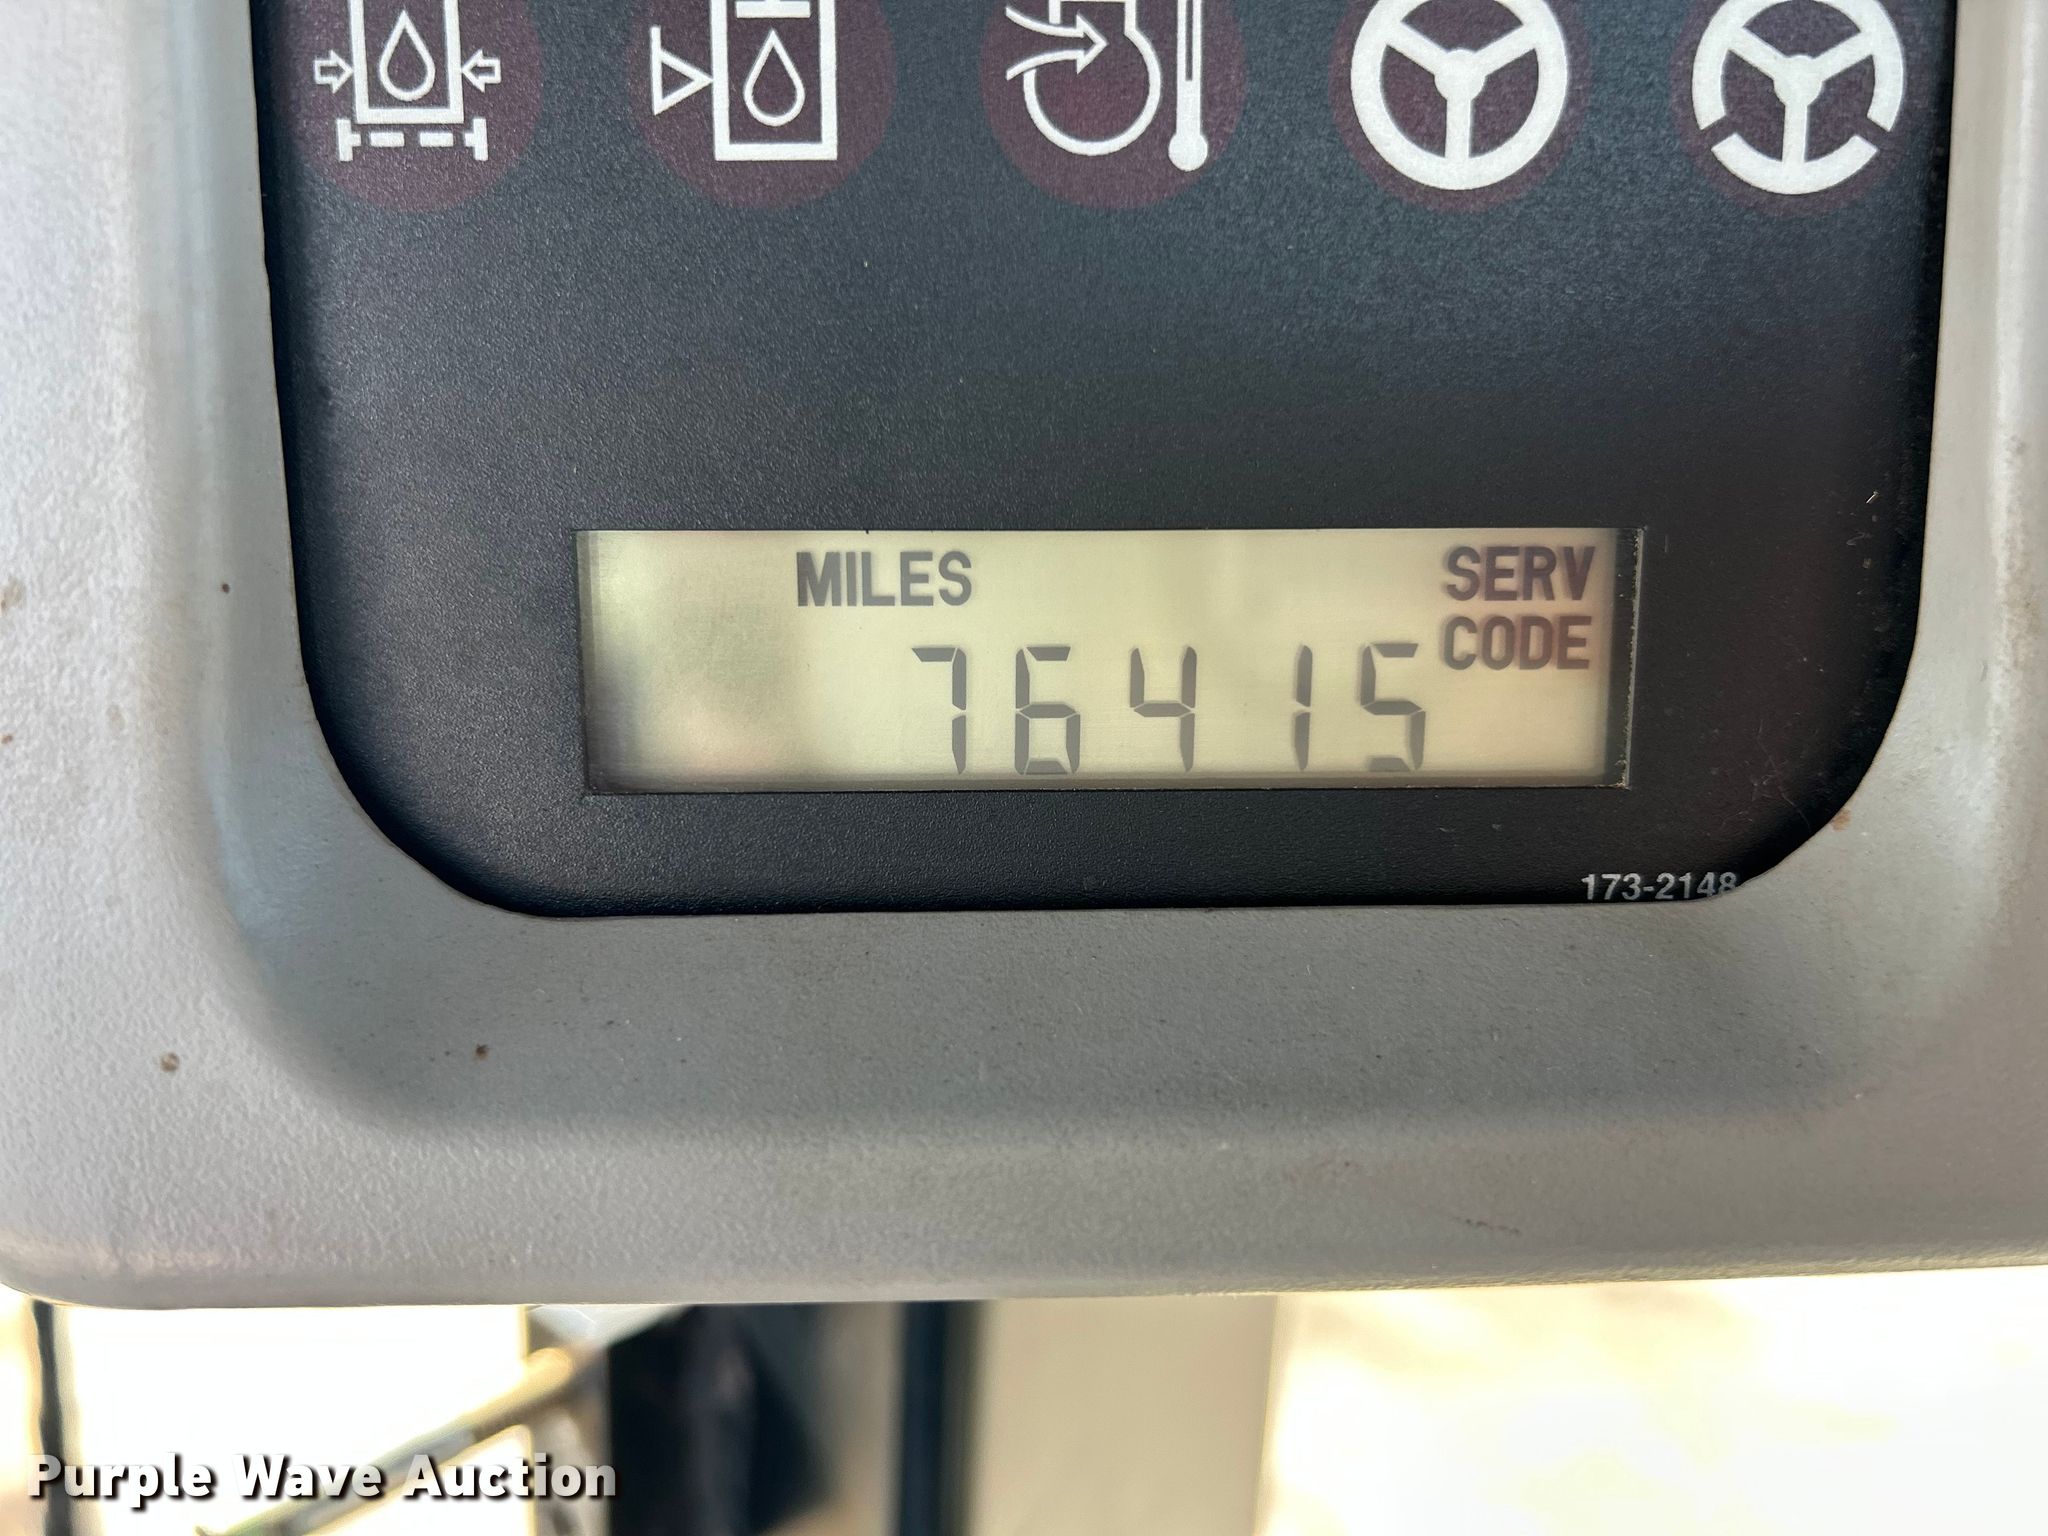 MILES
SERV
CODE
76415
173-2148
Purple Wave Auction